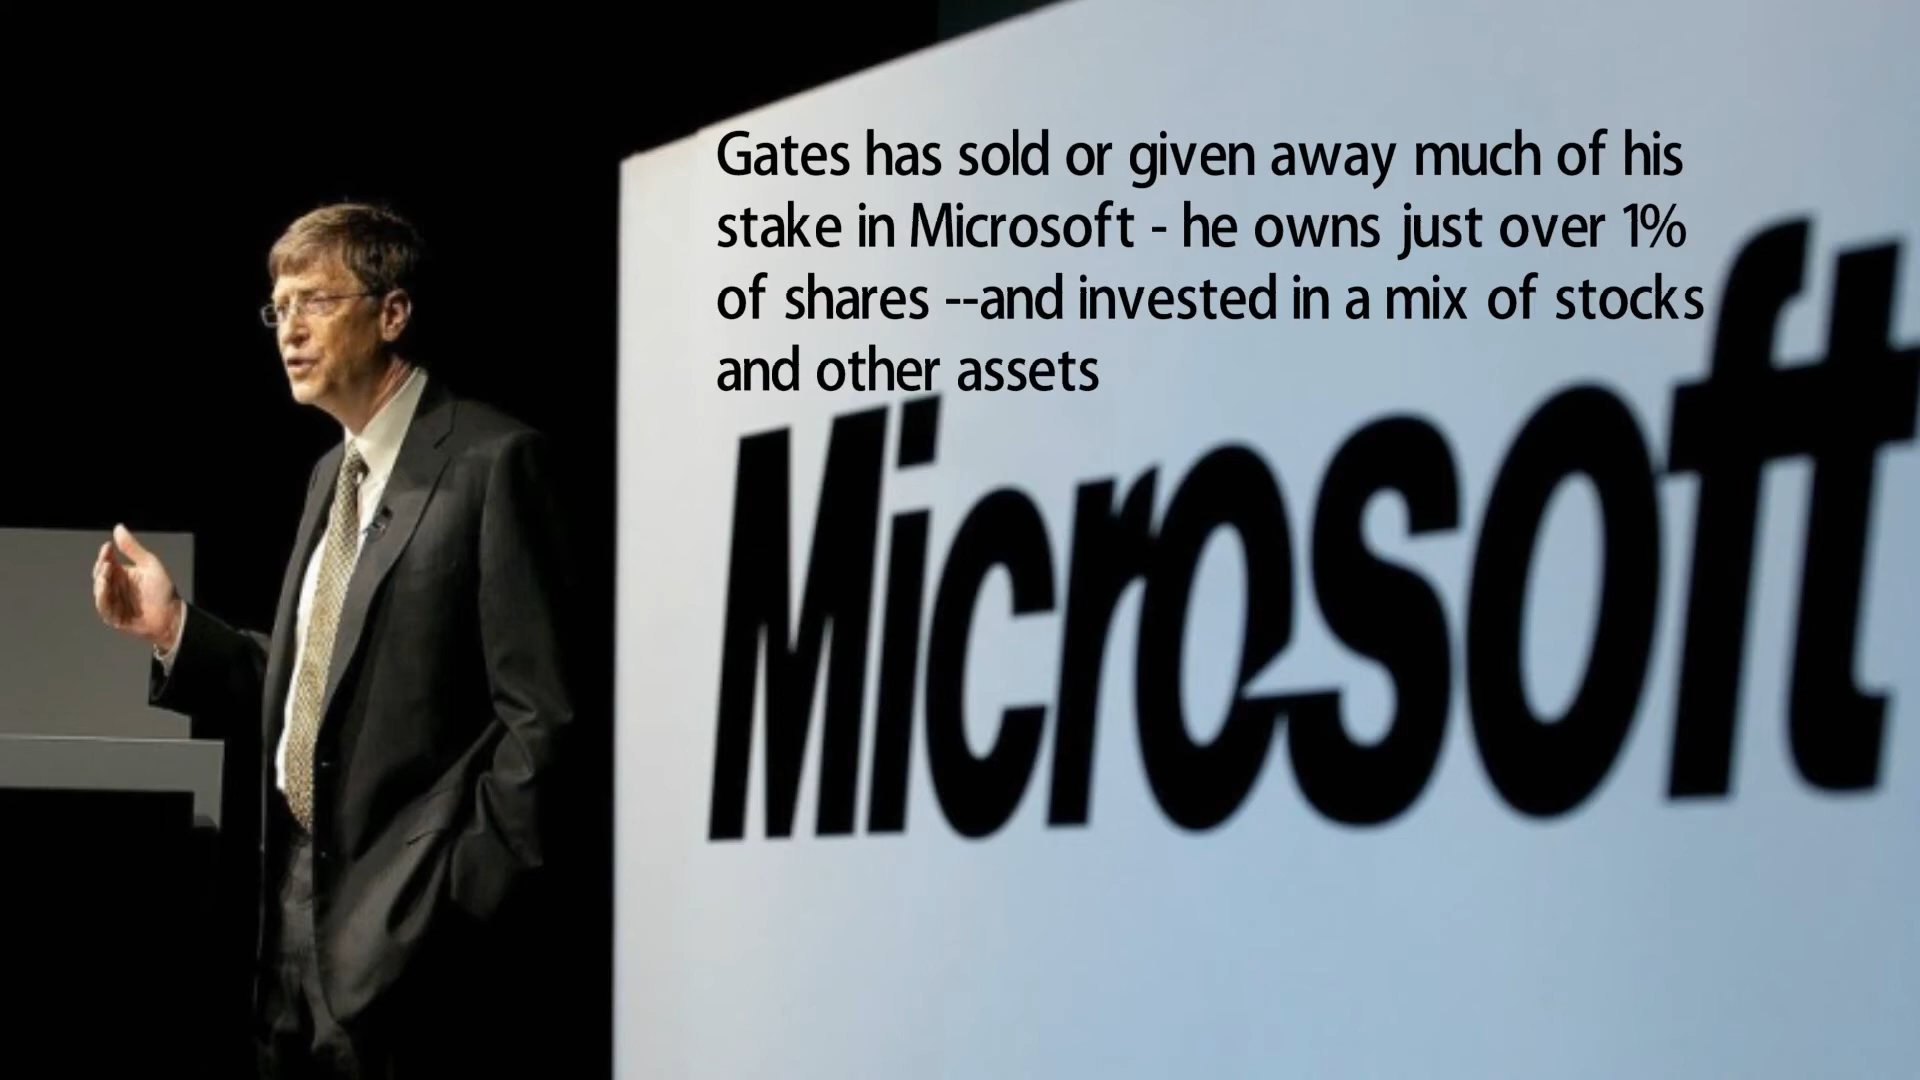 Gates has sold or given away much of his
stake in Microsoft - he owns just over 1%
of shares --and invested in a mix of stocks
and other assets
Microsoft